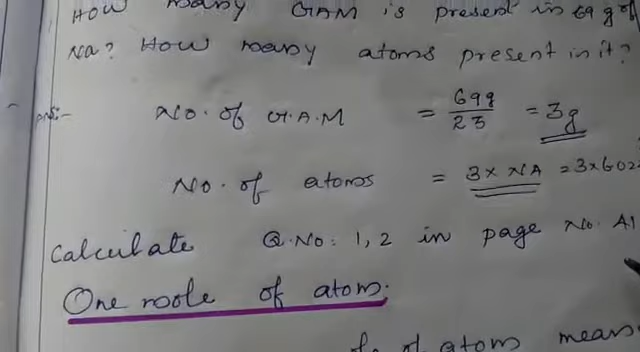 How many GAM is present in 69 g of
Na? How many atoms present in it?
Ans:- No. of G.A.M = 69g / 23 = 3g
No. of atoms = 3 x NA = 3x602
Calculate Q.No: 1, 2 in page No. A1
One mole of atom.
of atom means